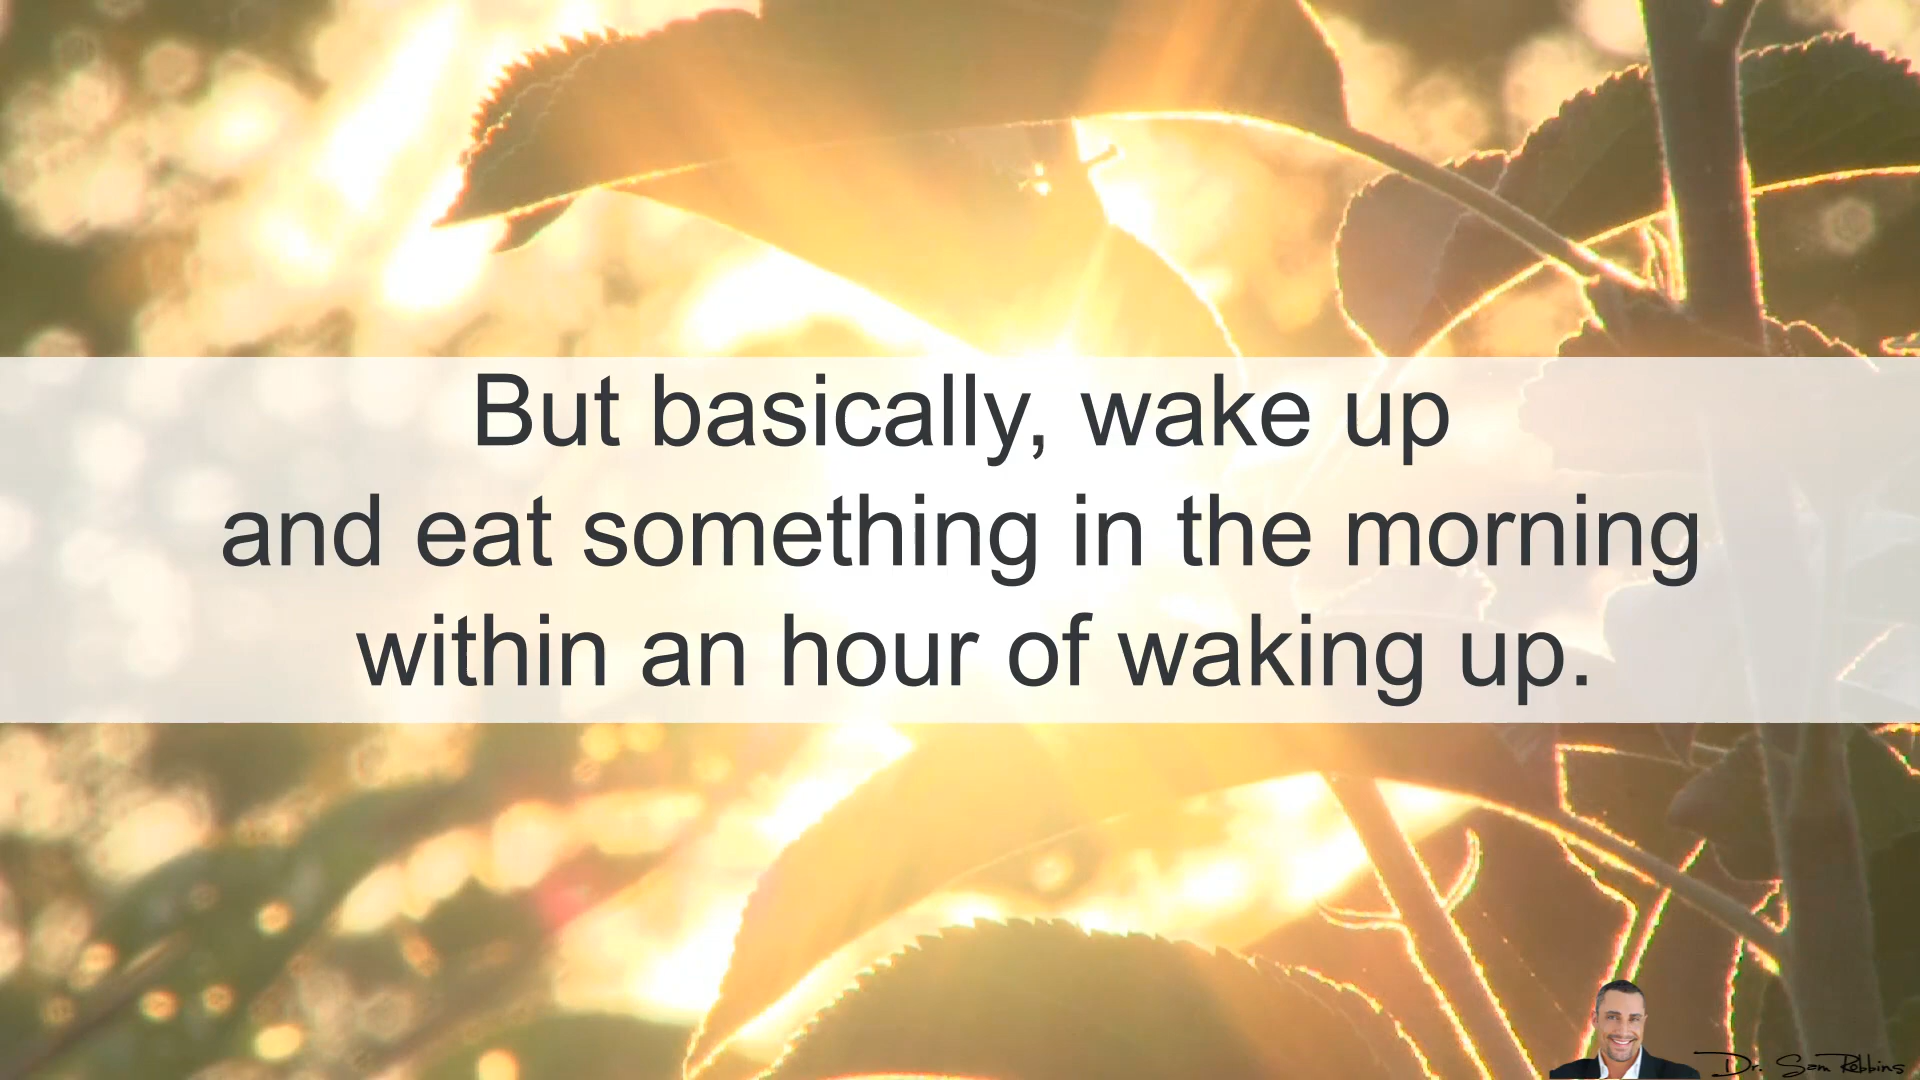 But basically, wake up
and eat something in the morning
within an hour of waking up.
Dr. Sam Robbins